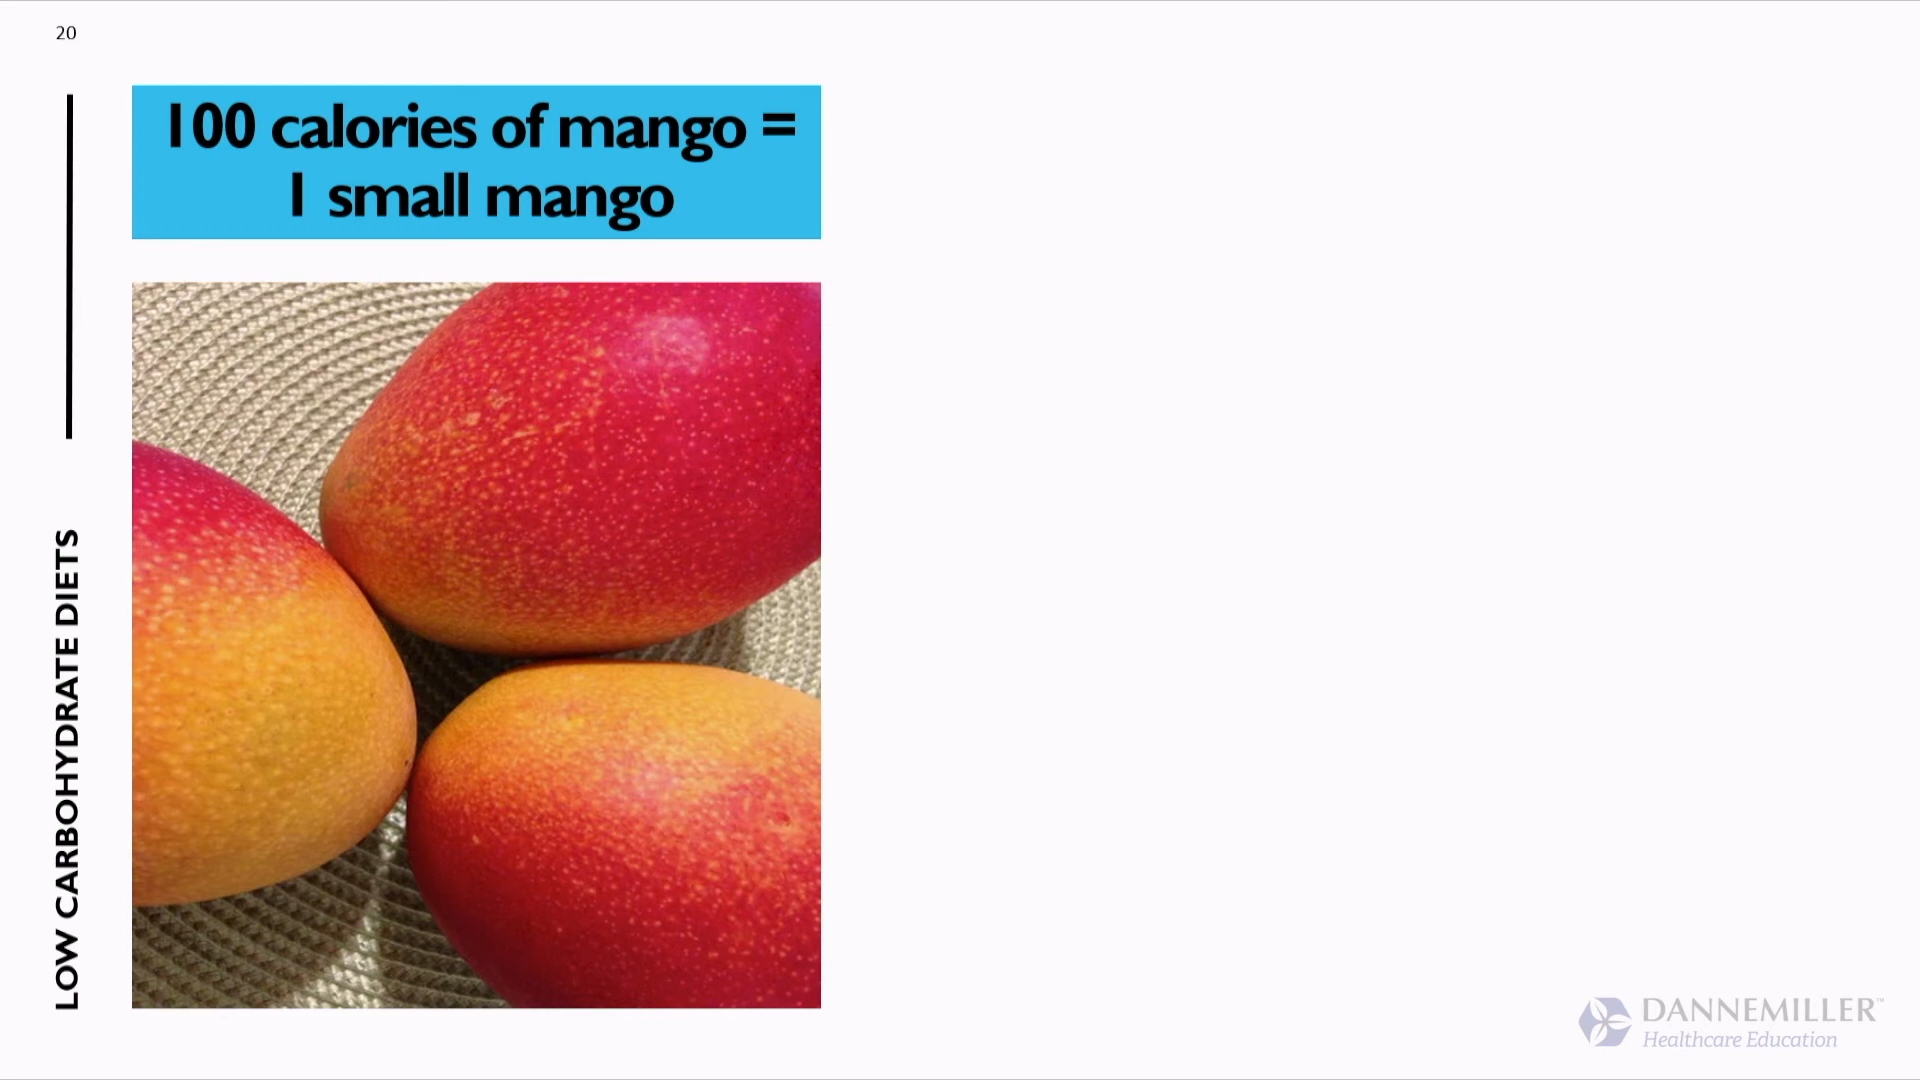 20
100 calories of mango =
1 small mango
LOW CARBOHYDRATE DIETS
DANNEMILLER™
Healthcare Education